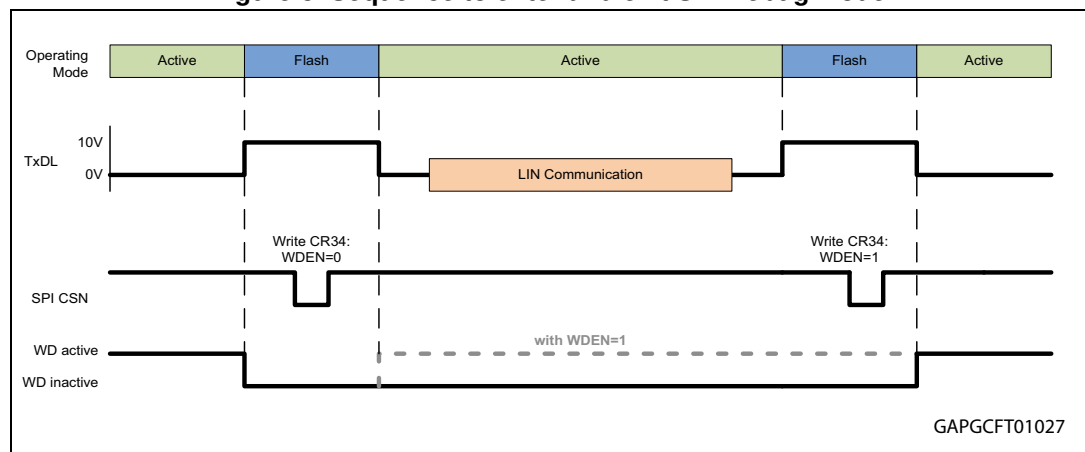 Operating
Mode
Active
Flash
Active
Flash
Active
10V
TxDL
0V
LIN Communication
Write CR34:
WDEN=0
Write CR34:
WDEN=1
SPI CSN
with WDEN=1
WD active
WD inactive
GAPGCFT01027